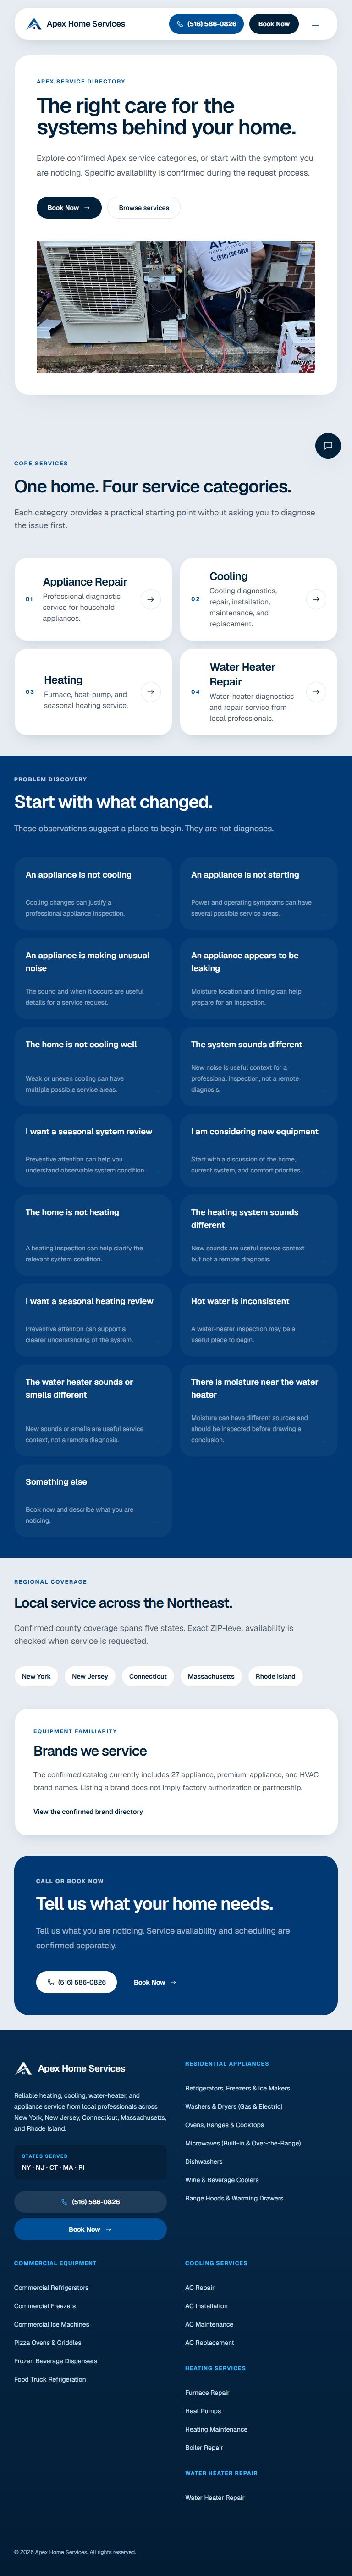 Apex Home Services
(516) 586-0826
Book Now
APEX SERVICE DIRECTORY
The right care for the
systems behind your home.
Explore confirmed Apex service categories, or start with the symptom you
are noticing. Specific availability is confirmed during the request process.
Book Now →
Browse services
APEX
(516) 586-0826
CORE SERVICES
One home. Four service categories.
Each category provides a practical starting point without asking you to diagnose
the issue first.
01
Appliance Repair
Professional diagnostic
service for household
appliances.
→
02
Cooling
Cooling diagnostics,
repair, installation,
maintenance, and
replacement.
→
03
Heating
Furnace, heat-pump, and
seasonal heating service.
→
04
Water Heater
Repair
Water-heater diagnostics
and repair service from
local professionals.
→
PROBLEM DISCOVERY
Start with what changed.
These observations suggest a place to begin. They are not diagnoses.
An appliance is not cooling
Cooling changes can justify a
professional appliance inspection.
An appliance is not starting
Power and operating symptoms can have
several possible service areas.
An appliance is making unusual
noise
The sound and when it occurs are useful
details for a service request.
An appliance appears to be
leaking
Moisture location and timing can help
prepare for an inspection.
The home is not cooling well
Weak or uneven cooling can have
multiple possible service areas.
The system sounds different
New noise is useful context for a
professional inspection, not a remote
diagnosis.
I want a seasonal system review
Preventive attention can help you
understand observable system condition.
I am considering new equipment
Start with a discussion of the home,
current system, and comfort priorities.
The home is not heating
A heating inspection can help clarify the
relevant system condition.
The heating system sounds
different
New sounds are useful service context
but not a remote diagnosis.
I want a seasonal heating review
Preventive attention can support a
clearer understanding of the system.
Hot water is inconsistent
A water-heater inspection may be a
useful place to begin.
The water heater sounds or
smells different
New sounds or smells are useful service
context, not a remote diagnosis.
There is moisture near the water
heater
Moisture can have different sources and
should be inspected before drawing a
conclusion.
Something else
Book now and describe what you are
noticing.
REGIONAL COVERAGE
Local service across the Northeast.
Confirmed county coverage spans five states. Exact ZIP-level availability is
checked when service is requested.
New York
New Jersey
Connecticut
Massachusetts
Rhode Island
EQUIPMENT FAMILIARITY
Brands we service
The confirmed catalog currently includes 27 appliance, premium-appliance, and HVAC
brand names. Listing a brand does not imply factory authorization or partnership.
View the confirmed brand directory
CALL OR BOOK NOW
Tell us what your home needs.
Tell us what you are noticing. Service availability and scheduling are
confirmed separately.
(516) 586-0826
Book Now →
Apex Home Services
Reliable heating, cooling, water-heater, and
appliance service from local professionals across
New York, New Jersey, Connecticut, Massachusetts,
and Rhode Island.
STATES SERVED
NY · NJ · CT · MA · RI
(516) 586-0826
Book Now →
RESIDENTIAL APPLIANCES
Refrigerators, Freezers & Ice Makers
Washers & Dryers (Gas & Electric)
Ovens, Ranges & Cooktops
Microwaves (Built-in & Over-the-Range)
Dishwashers
Wine & Beverage Coolers
Range Hoods & Warming Drawers
COMMERCIAL EQUIPMENT
Commercial Refrigerators
Commercial Freezers
Commercial Ice Machines
Pizza Ovens & Griddles
Frozen Beverage Dispensers
Food Truck Refrigeration
COOLING SERVICES
AC Repair
AC Installation
AC Maintenance
AC Replacement
HEATING SERVICES
Furnace Repair
Heat Pumps
Heating Maintenance
Boiler Repair
WATER HEATER REPAIR
Water Heater Repair
© 2026 Apex Home Services. All rights reserved.